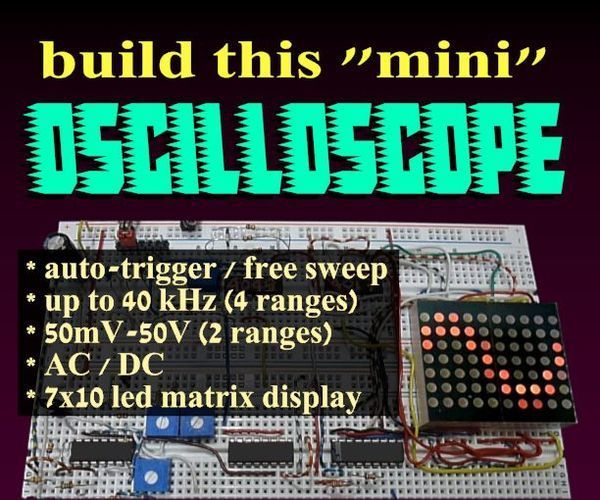 build this "mini"
OSCILLOSCOPE
* auto-trigger / free sweep
* up to 40 kHz (4 ranges)
* 50mV-50V (2 ranges)
* AC / DC
* 7x10 led matrix display